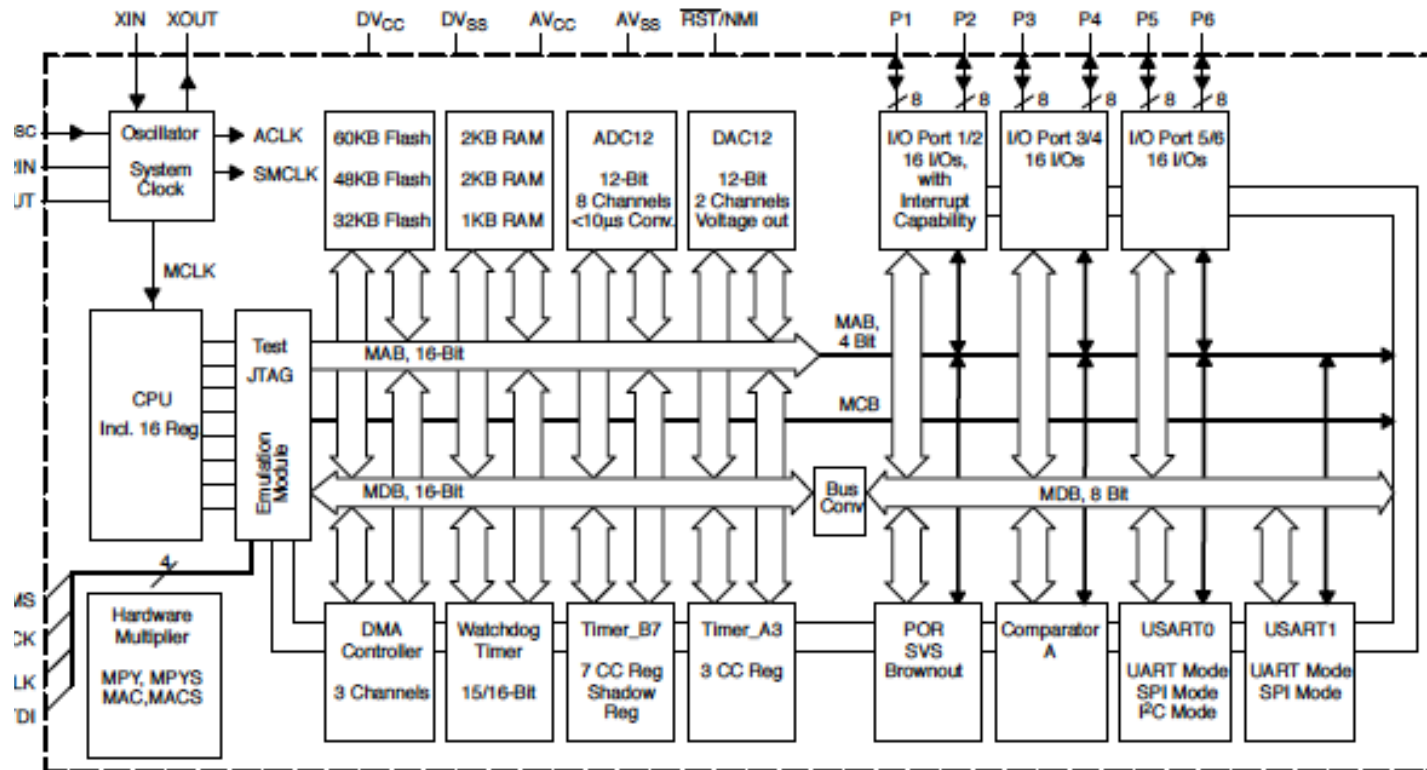 XIN XOUT DVCC DVSS AVCC AVSS RST/NMI P1 P2 P3 P4 P5 P6
8 8 8 8 8 8
Oscillator
System
Clock
ACLK
SMCLK
MCLK
60KB Flash
48KB Flash
32KB Flash
2KB RAM
2KB RAM
1KB RAM
ADC12
12-Bit
8 Channels
<10µs Conv.
DAC12
12-Bit
2 Channels
Voltage out
I/O Port 1/2
16 I/Os,
with
Interrupt
Capability
I/O Port 3/4
16 I/Os
I/O Port 5/6
16 I/Os
CPU
Incl. 16 Reg
Test
JTAG
Emulation
Module
MAB, 16-Bit
MAB,
4 Bit
MCB
MDB, 16-Bit
Bus
Conv
MDB, 8 Bit
4
MS
CK
LK
TDI
Hardware
Multiplier
MPY, MPYS
MAC,MACS
DMA
Controller
3 Channels
Watchdog
Timer
15/16-Bit
Timer_B7
7 CC Reg
Shadow
Reg
Timer_A3
3 CC Reg
POR
SVS
Brownout
Comparator
A
USART0
UART Mode
SPI Mode
I²C Mode
USART1
UART Mode
SPI Mode